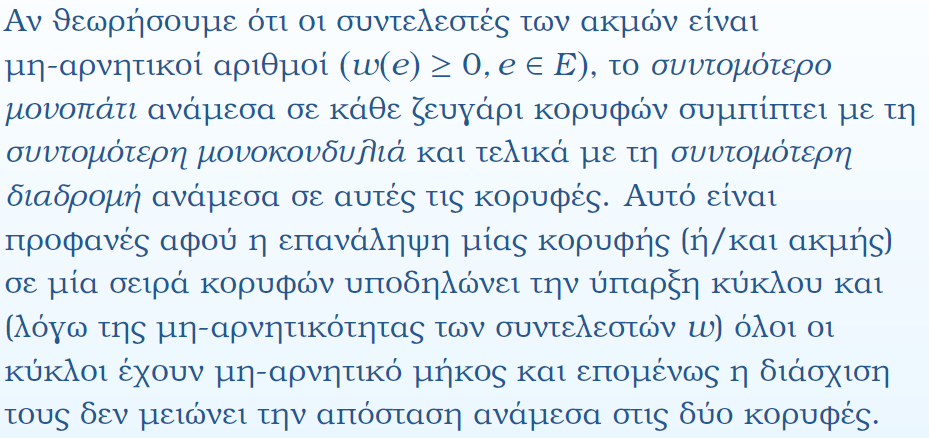 Αν θεωρήσουμε ότι οι συντελεστές των ακμών είναι
μη-αρνητικοί αριθμοί (w(e) ≥ 0, e ∈ E), το συντομότερο
μονοπάτι ανάμεσα σε κάθε ζευγάρι κορυφών συμπίπτει με τη
συντομότερη μονοκονδυλιά και τελικά με τη συντομότερη
διαδρομή ανάμεσα σε αυτές τις κορυφές. Αυτό είναι
προφανές αφού η επανάληψη μίας κορυφής (ή/και ακμής)
σε μία σειρά κορυφών υποδηλώνει την ύπαρξη κύκλου και
(λόγω της μη-αρνητικότητας των συντελεστών w) όλοι οι
κύκλοι έχουν μη-αρνητικό μήκος και επομένως η διάσχιση
τους δεν μειώνει την απόσταση ανάμεσα στις δύο κορυφές.